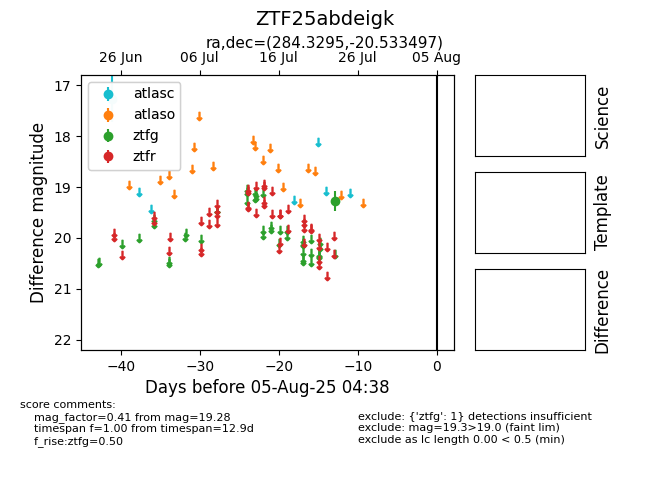 ZTF25abdeigk
ra,dec=(284.3295,-20.533497)
26 Jun 06 Jul 16 Jul 26 Jul 05 Aug
atlasc
atlaso
ztfg
ztfr
17
18
19
20
21
22
Difference magnitude
−40 −30 −20 −10 0
Days before 05-Aug-25 04:38
Science
Template
Difference
score comments:
mag_factor=0.41 from mag=19.28
timespan f=1.00 from timespan=12.9d
f_rise:ztfg=0.50
exclude: {'ztfg': 1} detections insufficient
exclude: mag=19.3>19.0 (faint lim)
exclude as lc length 0.00 < 0.5 (min)